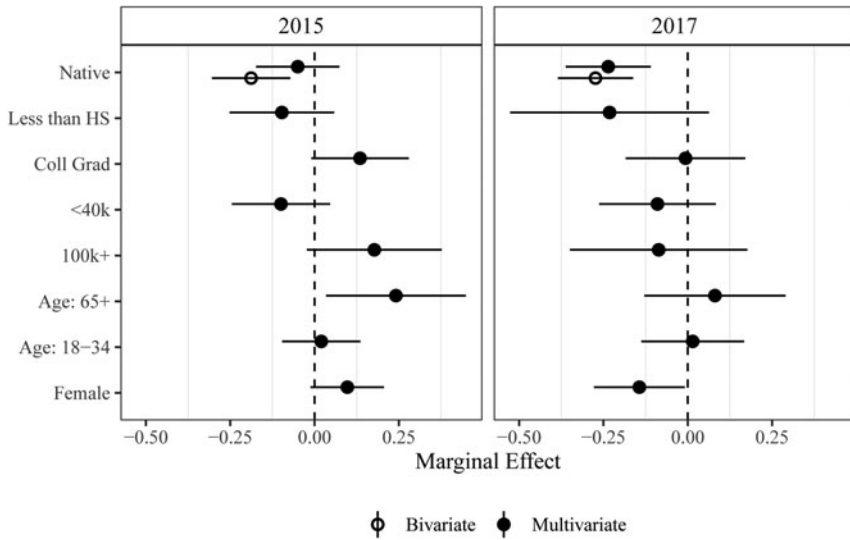 2015 2017
Native
Less than HS
Coll Grad
<40k
100k+
Age: 65+
Age: 18−34
Female
−0.50 −0.25 0.00 0.25 −0.50 −0.25 0.00 0.25
Marginal Effect
Bivariate Multivariate